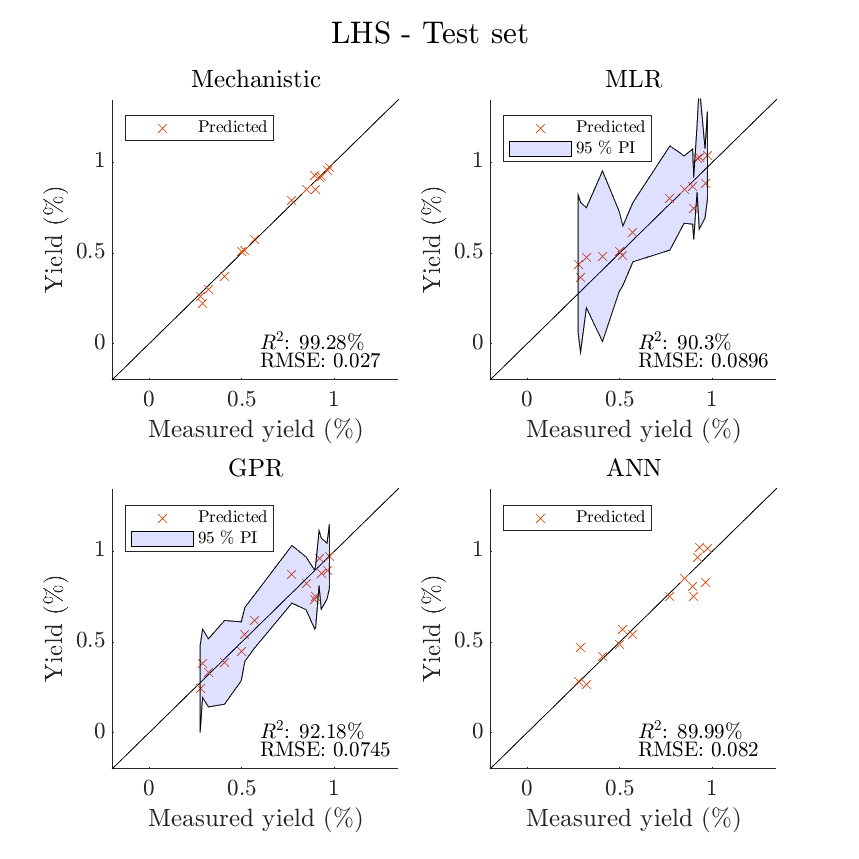 LHS - Test set
Mechanistic
Predicted
1
0.5
0
Yield (%)
R²: 99.28%
RMSE: 0.027
0 0.5 1
Measured yield (%)
MLR
Predicted
95 % PI
1
0.5
0
Yield (%)
R²: 90.3%
RMSE: 0.0896
0 0.5 1
Measured yield (%)
GPR
Predicted
95 % PI
1
0.5
0
Yield (%)
R²: 92.18%
RMSE: 0.0745
0 0.5 1
Measured yield (%)
ANN
Predicted
1
0.5
0
Yield (%)
R²: 89.99%
RMSE: 0.082
0 0.5 1
Measured yield (%)